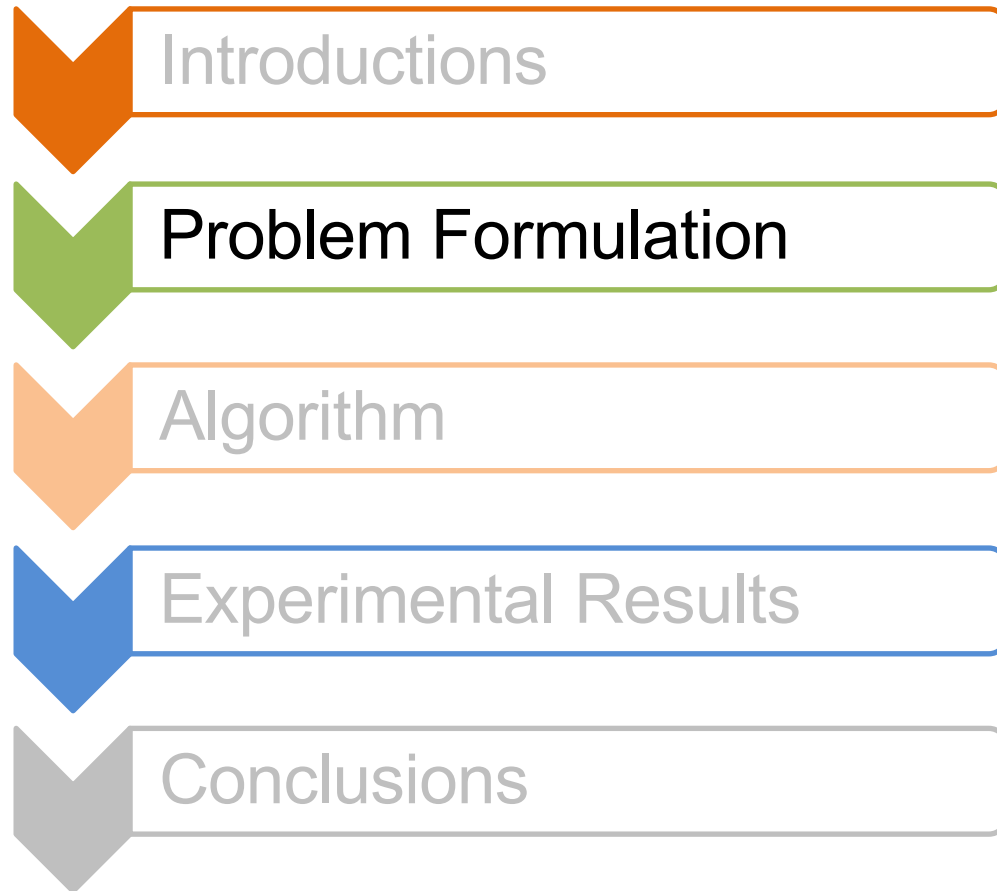 Introductions
Problem Formulation
Algorithm
Experimental Results
Conclusions